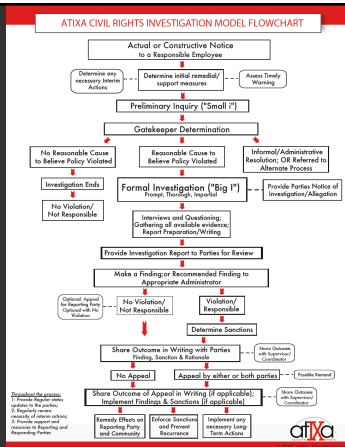 ATIXA CIVIL RIGHTS INVESTIGATION MODEL FLOWCHART
Actual or Constructive Notice
to a Responsible Employee
Determine any
necessary Interim
Actions
Determine initial remedial/
support measures
Assess Timely
Warning
Preliminary Inquiry ("Small i")
Gatekeeper Determination
No Reasonable Cause
to Believe Policy Violated
Reasonable Cause to
Believe Policy Violated
Informal/Administrative
Resolution; OR Referred to
Alternate Process
Investigation Ends
Formal Investigation ("Big I")
Prompt, Thorough, Impartial
Provide Parties Notice of
Investigation/Allegation
No Violation/
Not Responsible
Interviews and Questioning;
Gathering all available evidence;
Report Preparation/Writing
Provide Investigation Report to Parties for Review
Make a Finding;or Recommended Finding to
Appropriate Administrator
Optional: Appeal
for Reporting Party
Optional with No
Violation
No Violation/
Not Responsible
Violation/
Responsible
Determine Sanctions
Share Outcome in Writing with Parties
Finding, Sanction & Rationale
Share Outcome
with Supervisor/
Coordinator
No Appeal
Appeal by either or both parties
Possible Remand
Share Outcome of Appeal in Writing (if applicable);
Implement Findings & Sanctions (if applicable)
Share Outcome
with Supervisor/
Coordinator
Throughout the process:
1: Provide Regular status
updates to the parties;
2: Regularly review
necessity of interim actions;
3: Provide support and
resources to Reporting and
Responding Parties
Remedy Effects on
Reporting Party
and Community
Enforce Sanctions
and Prevent
Recurrence
Implement any
necessary Long-
Term Actions
atixa